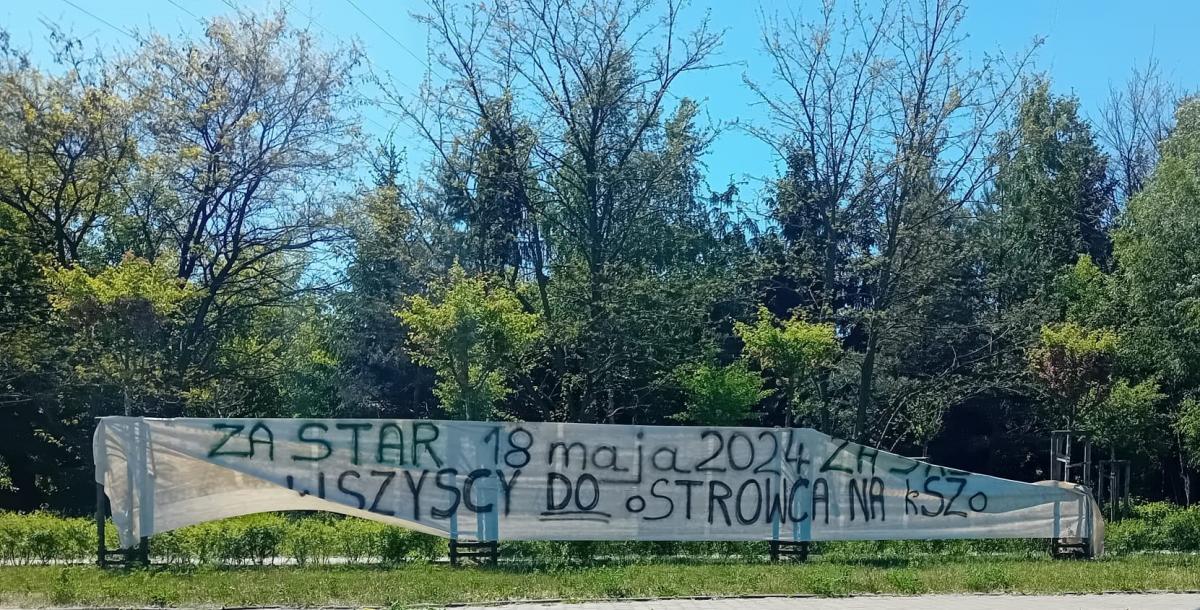 ZA STAR 18 maja 2024 ZA
WSZYSCY DO OSTROWCA NA KSZO